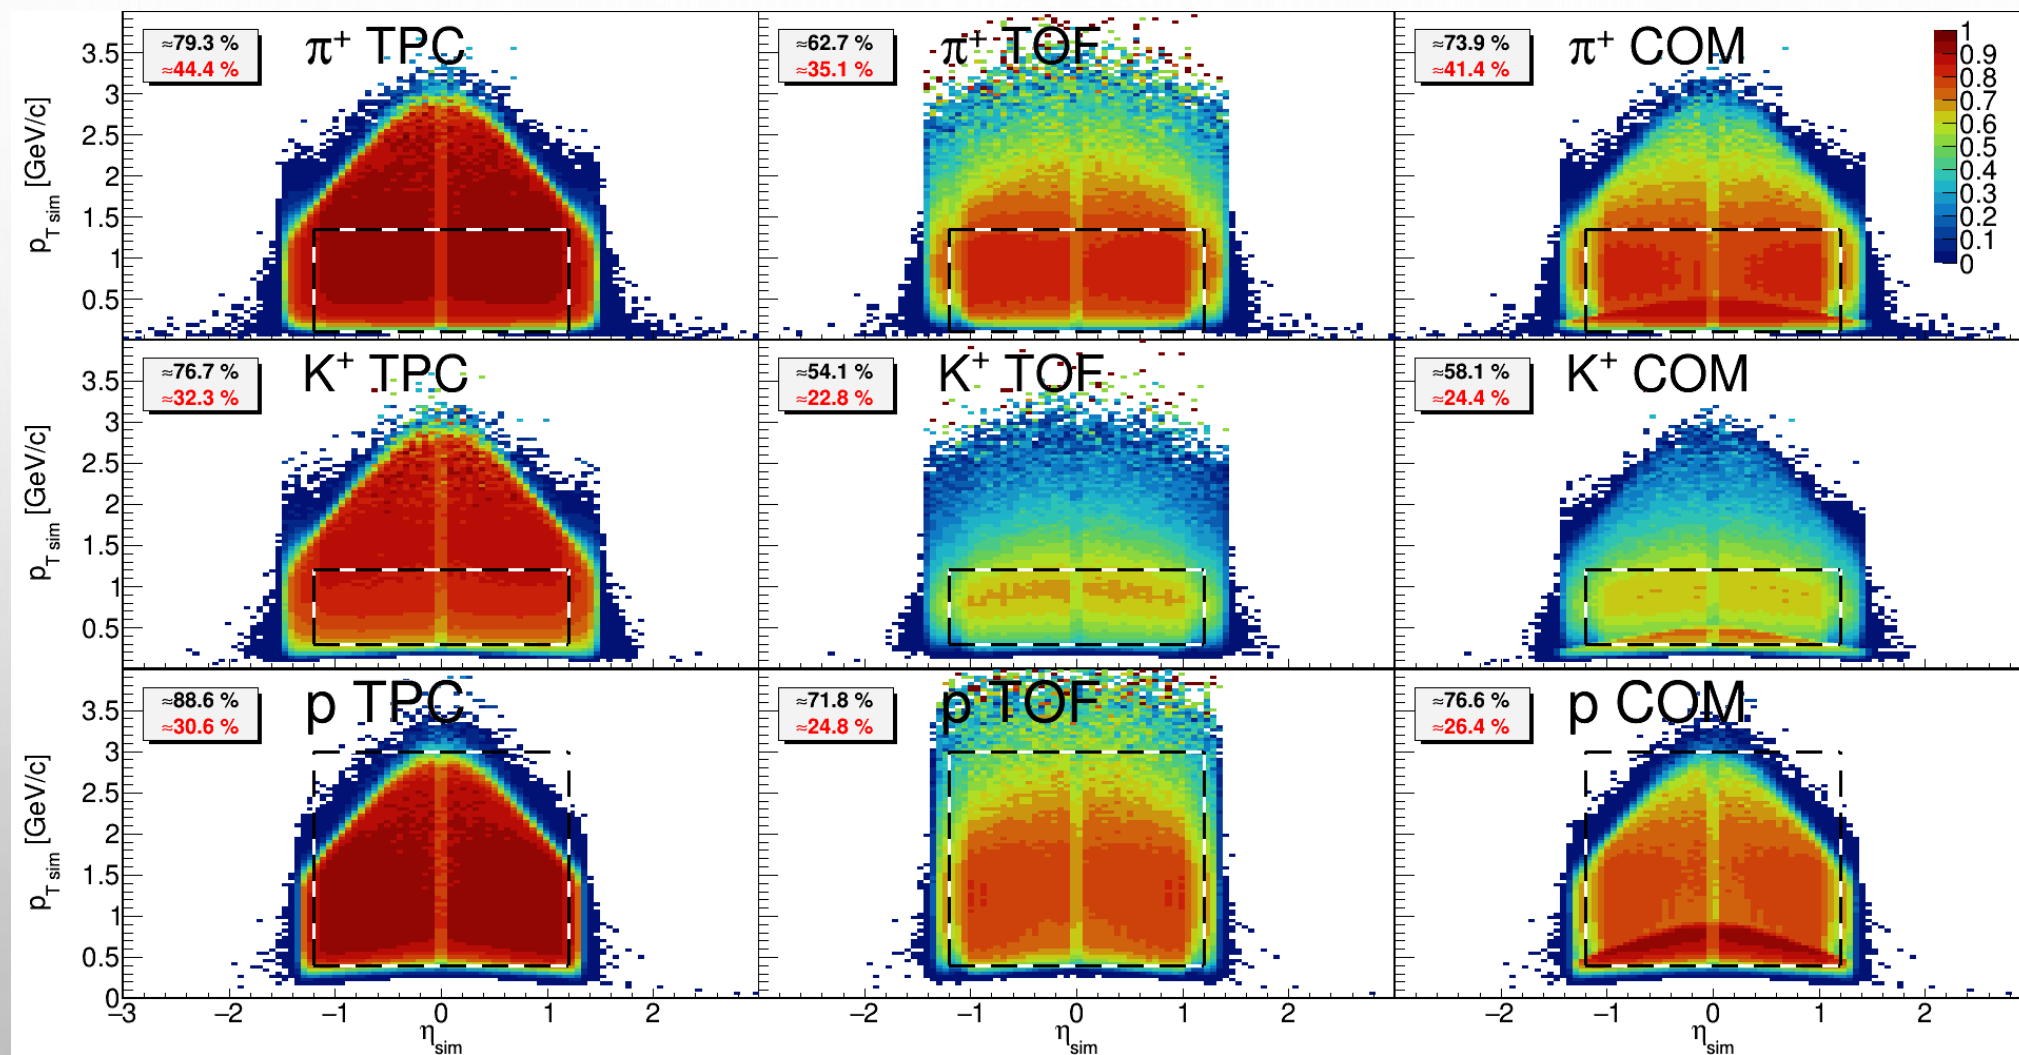 ≈79.3 %
≈44.4 %
π⁺ TPC
≈62.7 %
≈35.1 %
π⁺ TOF
≈73.9 %
≈41.4 %
π⁺ COM
1
0.9
0.8
0.7
0.6
0.5
0.4
0.3
0.2
0.1
0
3.5
3
2.5
2
1.5
1
0.5
p_T sim [GeV/c]
≈76.7 %
≈32.3 %
K⁺ TPC
≈54.1 %
≈22.8 %
K⁺ TOF
≈58.1 %
≈24.4 %
K⁺ COM
3.5
3
2.5
2
1.5
1
0.5
p_T sim [GeV/c]
≈88.6 %
≈30.6 %
p TPC
≈71.8 %
≈24.8 %
p TOF
≈76.6 %
≈26.4 %
p COM
3.5
3
2.5
2
1.5
1
0.5
0
p_T sim [GeV/c]
−3 −2 −1 0 1 2
η_sim
−2 −1 0 1 2
η_sim
−2 −1 0 1 2
η_sim